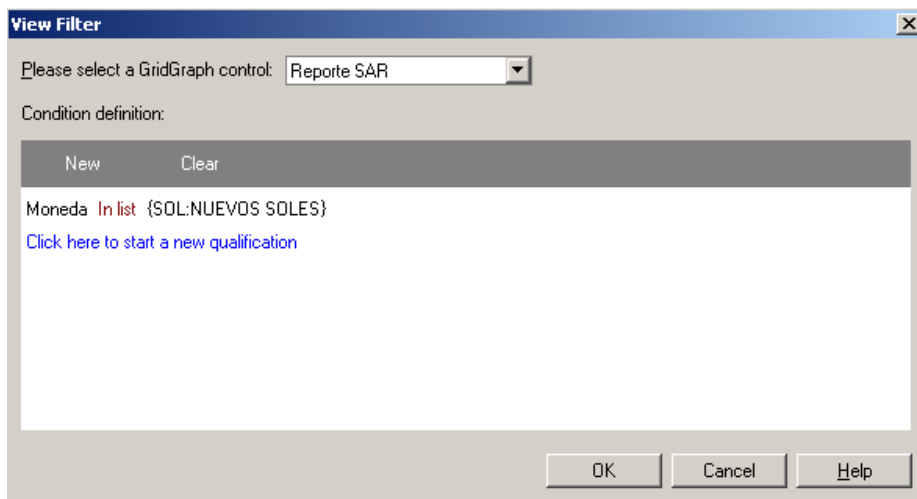 View Filter
Please select a GridGraph control: Reporte SAR
Condition definition:
New Clear
Moneda In list {SOL:NUEVOS SOLES}
Click here to start a new qualification
OK Cancel Help